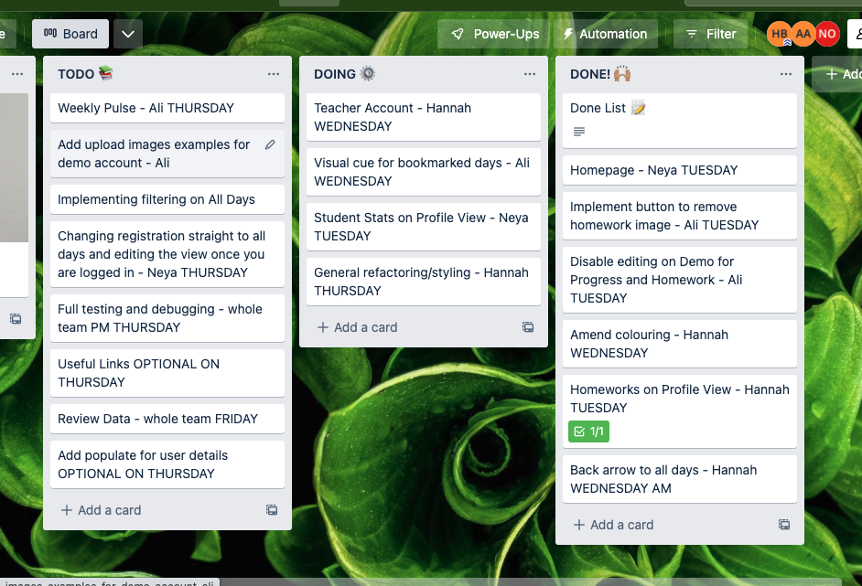 Board
Power-Ups
Automation
Filter
HB
AA
NO
TODO 📚
Weekly Pulse - Ali THURSDAY
Add upload images examples for
demo account - Ali
Implementing filtering on All Days
Changing registration straight to all
days and editing the view once you
are logged in - Neya THURSDAY
Full testing and debugging - whole
team PM THURSDAY
Useful Links OPTIONAL ON
THURSDAY
Review Data - whole team FRIDAY
Add populate for user details
OPTIONAL ON THURSDAY
+ Add a card
DOING ⚙️
Teacher Account - Hannah
WEDNESDAY
Visual cue for bookmarked days - Ali
WEDNESDAY
Student Stats on Profile View - Neya
TUESDAY
General refactoring/styling - Hannah
THURSDAY
+ Add a card
DONE! 🙌🏽
Done List 📝
Homepage - Neya TUESDAY
Implement button to remove
homework image - Ali TUESDAY
Disable editing on Demo for
Progress and Homework - Ali
TUESDAY
Amend colouring - Hannah
WEDNESDAY
Homeworks on Profile View - Hannah
TUESDAY
1/1
Back arrow to all days - Hannah
WEDNESDAY AM
+ Add a card
+ Add